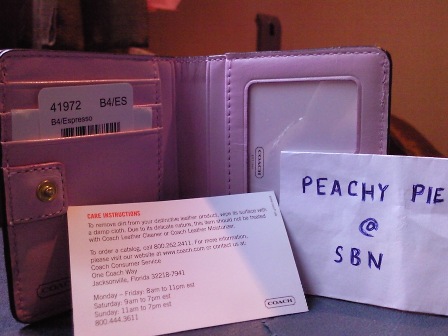 41972 B4/ES
B4/Espresso
COACH
CARE INSTRUCTIONS
To remove dirt from your distinctive leather product, wipe its surface with
a damp cloth. Due to its delicate nature, this item should not be treated
with Coach Leather Cleaner or Coach Leather Moisturizer.
To order a catalog, call 800.262.2411. For more information,
please visit our website at www.coach.com or contact us at:
Coach Consumer Service
One Coach Way
Jacksonville, Florida 32218-7941
Monday – Friday: 8am to 11pm est
Saturday: 9am to 7pm est
Sunday: 11am to 7pm est
800.444.3611
COACH
PEACHY PIE
@
SBN